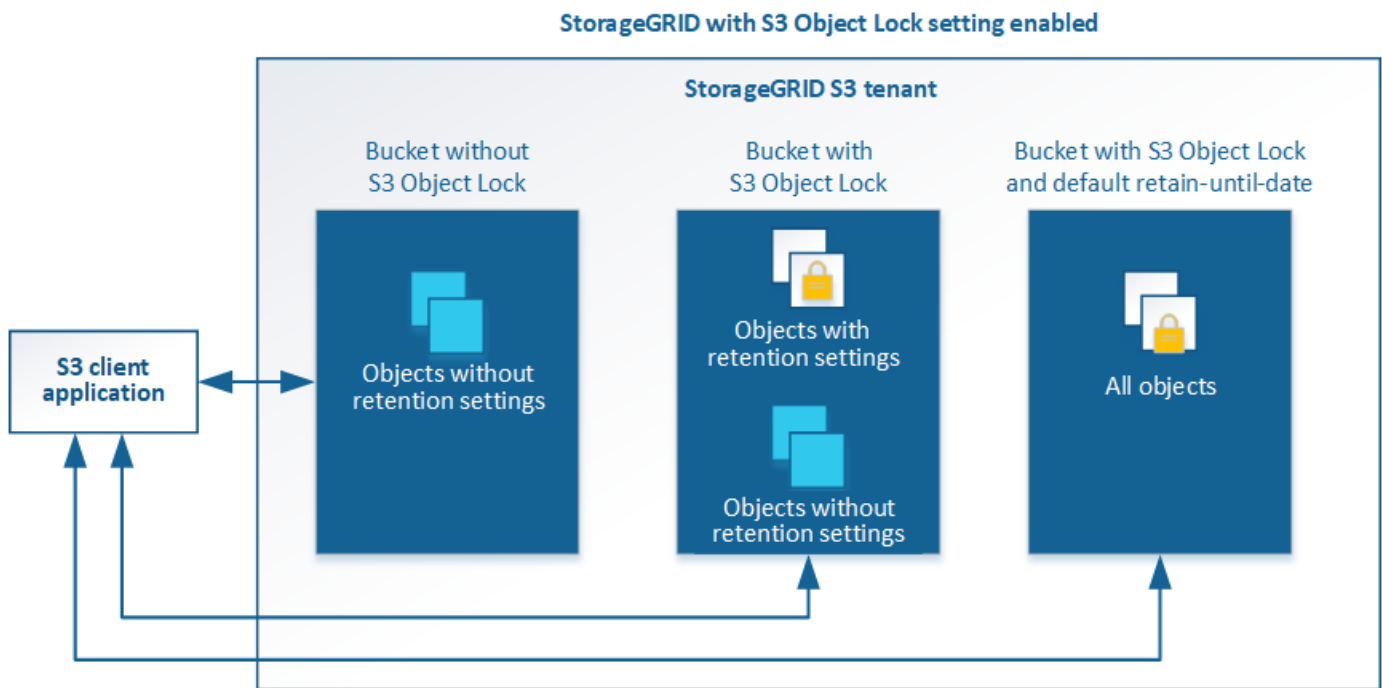 StorageGRID with S3 Object Lock setting enabled
StorageGRID S3 tenant
Bucket without
S3 Object Lock
Bucket with
S3 Object Lock
Bucket with S3 Object Lock
and default retain-until-date
S3 client
application
Objects without
retention settings
Objects with
retention settings
Objects without
retention settings
All objects